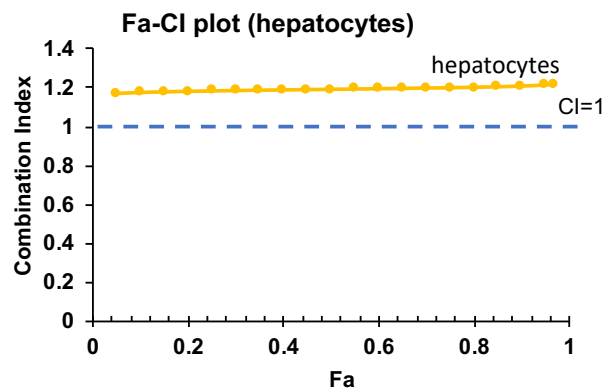 Fa-CI plot (hepatocytes)
1.4
1.2
1
0.8
0.6
0.4
0.2
0
Combination Index
hepatocytes
CI=1
0 0.2 0.4 0.6 0.8 1
Fa